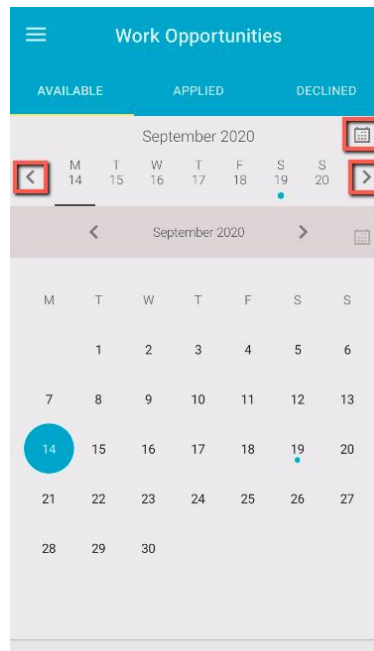 Work Opportunities
AVAILABLE APPLIED DECLINED
September 2020
M T W T F S S
14 15 16 17 18 19 20
September 2020
M T W T F S S
1 2 3 4 5 6
7 8 9 10 11 12 13
14 15 16 17 18 19 20
21 22 23 24 25 26 27
28 29 30